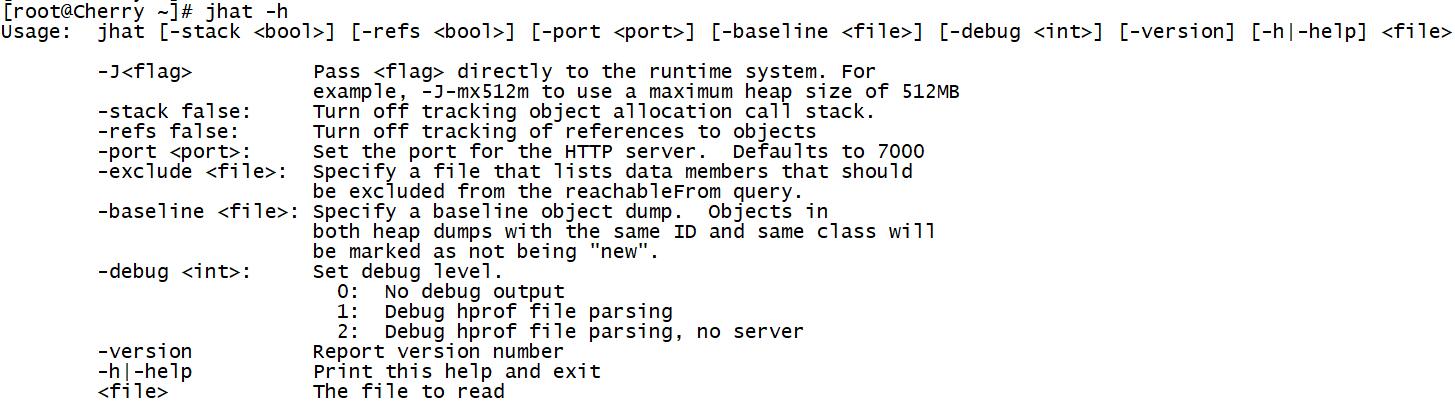 [root@Cherry ~]# jhat -h
Usage:  jhat [-stack <bool>] [-refs <bool>] [-port <port>] [-baseline <file>] [-debug <int>] [-version] [-h|-help] <file>
-J<flag>          Pass <flag> directly to the runtime system. For
example, -J-mx512m to use a maximum heap size of 512MB
-stack false:     Turn off tracking object allocation call stack.
-refs false:      Turn off tracking of references to objects
-port <port>:     Set the port for the HTTP server.  Defaults to 7000
-exclude <file>:  Specify a file that lists data members that should
be excluded from the reachableFrom query.
-baseline <file>: Specify a baseline object dump.  Objects in
both heap dumps with the same ID and same class will
be marked as not being "new".
-debug <int>:     Set debug level.
0:  No debug output
1:  Debug hprof file parsing
2:  Debug hprof file parsing, no server
-version          Report version number
-h|-help          Print this help and exit
<file>            The file to read